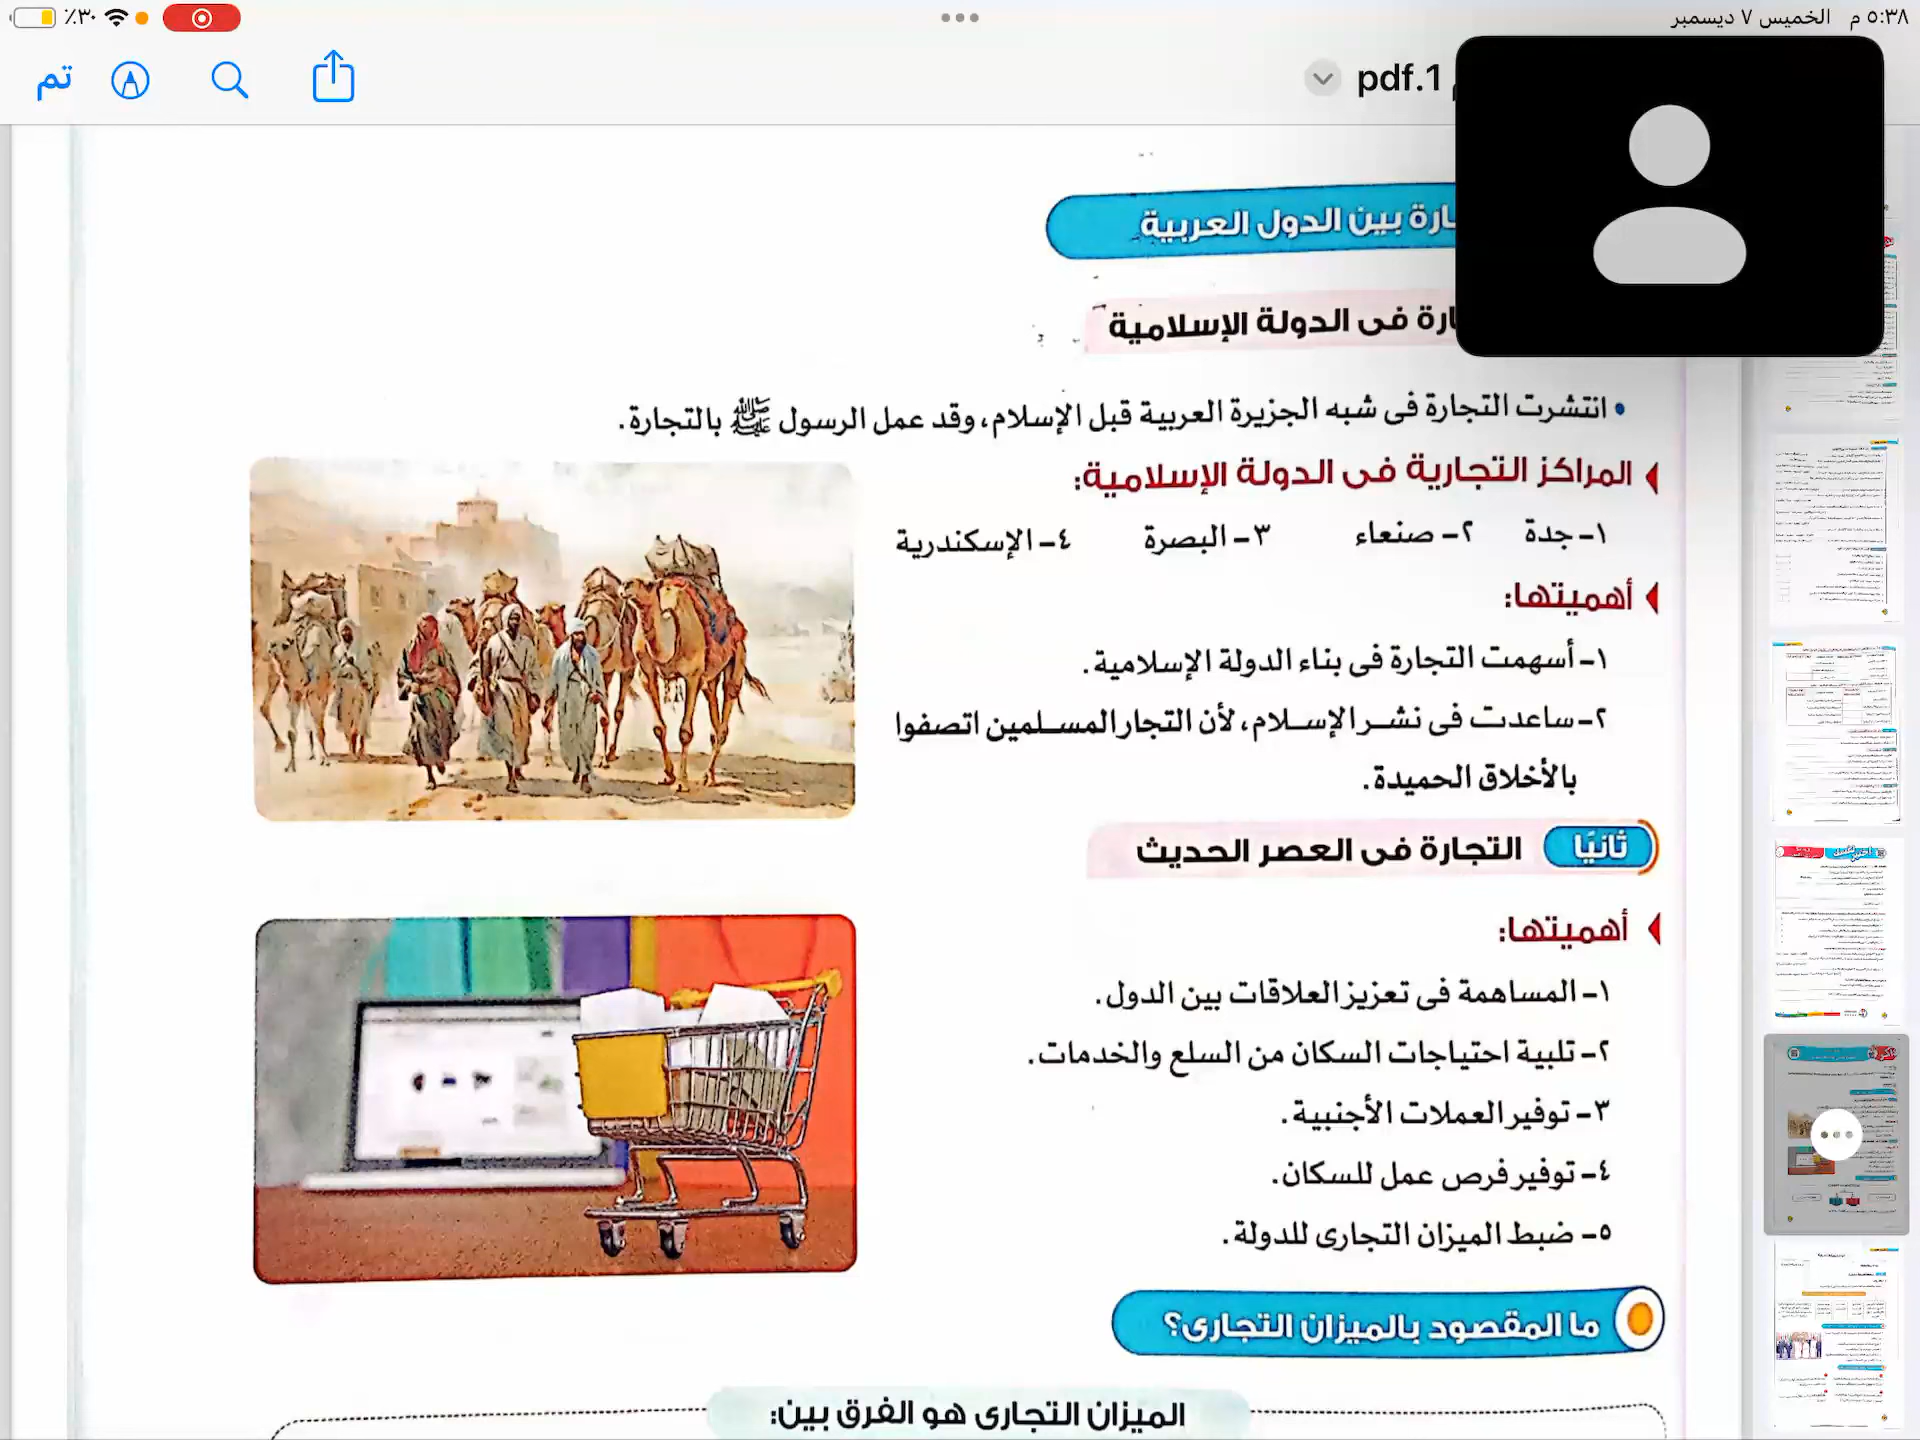 ٥:٣٨ م الخميس ٧ ديسمبر
٪٣٠
pdf.1
تم
بين الدول العربية
فى الدولة الإسلامية
• انتشرت التجارة فى شبه الجزيرة العربية قبل الإسلام، وقد عمل الرسول ﷺ بالتجارة.
المراكز التجارية فى الدولة الإسلامية:
١- جدة ٢- صنعاء ٣- البصرة ٤- الإسكندرية
أهميتها:
١- أسهمت التجارة فى بناء الدولة الإسلامية.
٢- ساعدت فى نشر الإسلام، لأن التجار المسلمين اتصفوا
بالأخلاق الحميدة.
ثانيًا التجارة فى العصر الحديث
أهميتها:
١- المساهمة فى تعزيز العلاقات بين الدول.
٢- تلبية احتياجات السكان من السلع والخدمات.
٣- توفير العملات الأجنبية.
٤- توفير فرص عمل للسكان.
٥- ضبط الميزان التجارى للدولة.
ما المقصود بالميزان التجارى؟
الميزان التجارى هو الفرق بين: